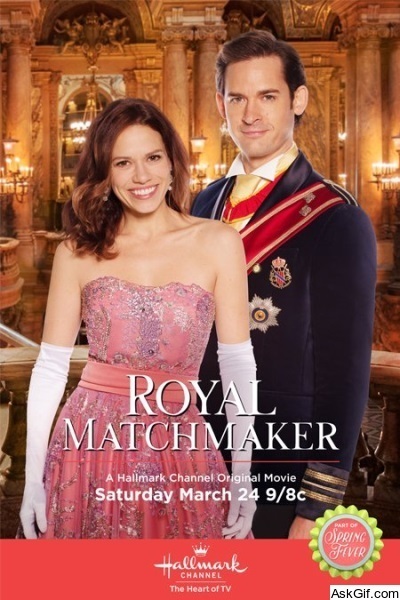 ROYAL
MATCHMAKER
A Hallmark Channel Original Movie
Saturday March 24 9/8c
PART OF
SPRING
FEVER
Hallmark
CHANNEL
The Heart of TV
AskGif.com